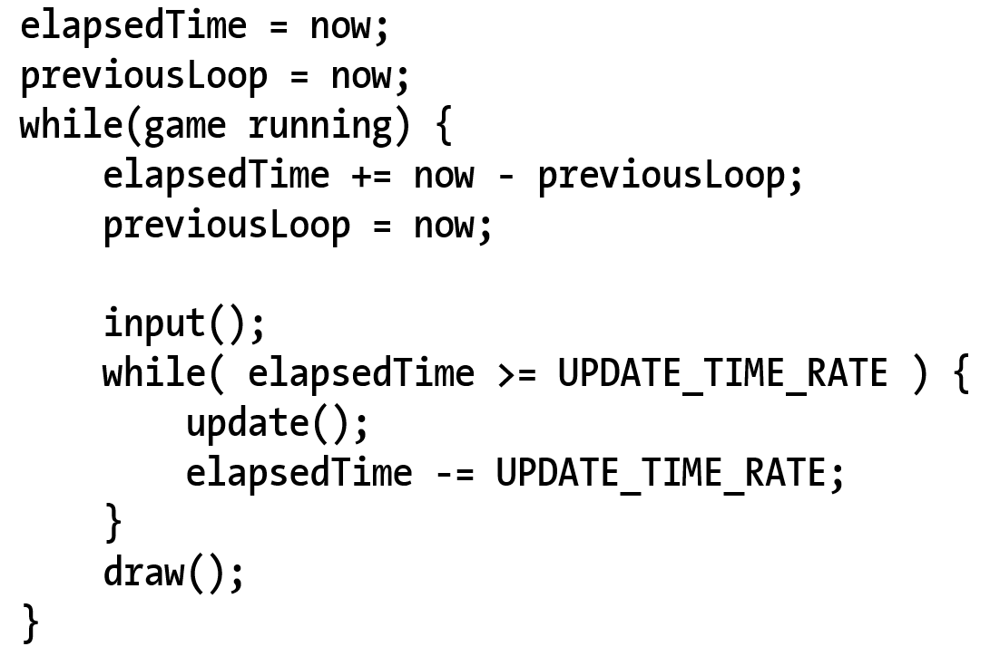 elapsedTime = now;
previousLoop = now;
while(game running) {
    elapsedTime += now - previousLoop;
    previousLoop = now;

    input();
    while( elapsedTime >= UPDATE_TIME_RATE ) {
        update();
        elapsedTime -= UPDATE_TIME_RATE;
    }
    draw();
}